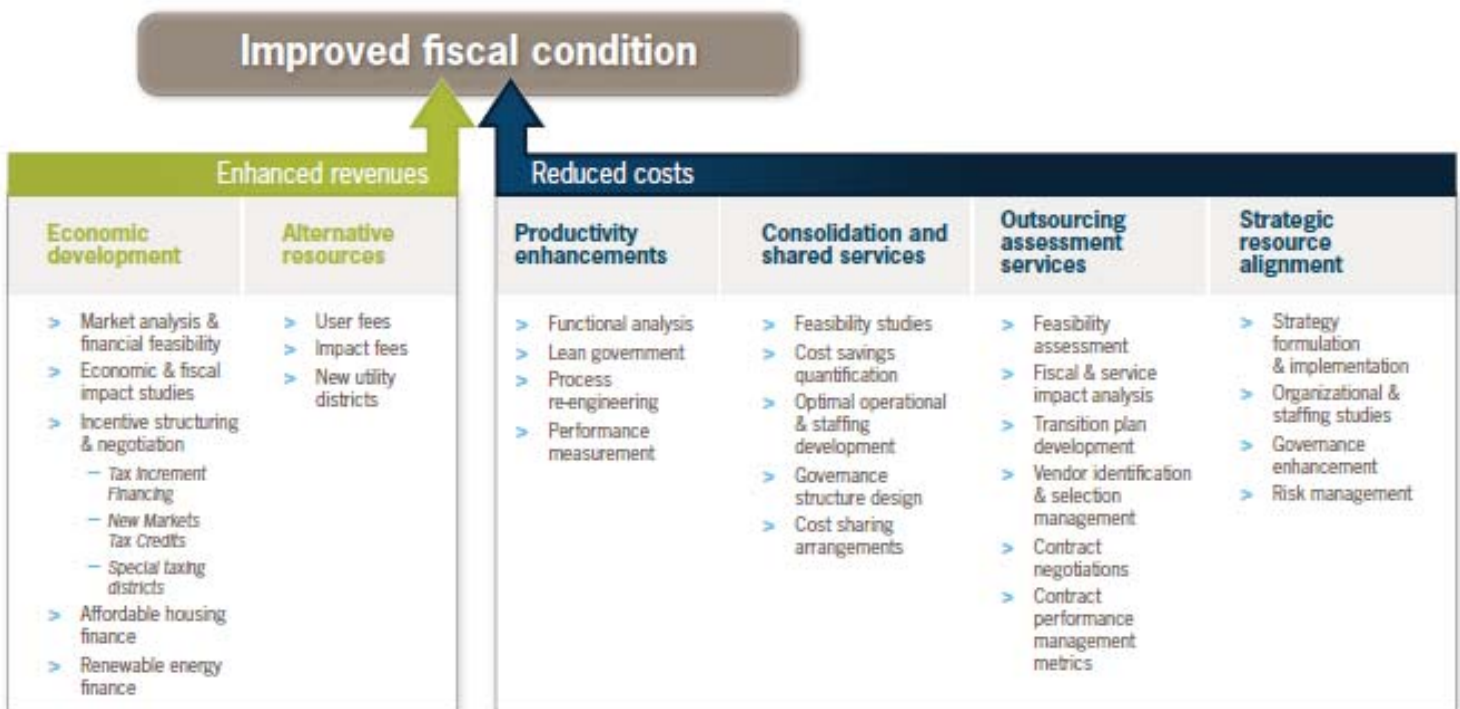 Improved fiscal condition
Enhanced revenues
Economic
development
> Market analysis &
financial feasibility
> Economic & fiscal
impact studies
> Incentive structuring
& negotiation
– Tax Increment
Financing
– New Markets
Tax Credits
– Special taxing
districts
> Affordable housing
finance
> Renewable energy
finance
Alternative
resources
> User fees
> Impact fees
> New utility
districts
Reduced costs
Productivity
enhancements
> Functional analysis
> Lean government
> Process
re-engineering
> Performance
measurement
Consolidation and
shared services
> Feasibility studies
> Cost savings
quantification
> Optimal operational
& staffing
development
> Governance
structure design
> Cost sharing
arrangements
Outsourcing
assessment
services
> Feasibility
assessment
> Fiscal & service
impact analysis
> Transition plan
development
> Vendor identification
& selection
management
> Contract
negotiations
> Contract
performance
management
metrics
Strategic
resource
alignment
> Strategy
formulation
& implementation
> Organizational &
staffing studies
> Governance
enhancement
> Risk management